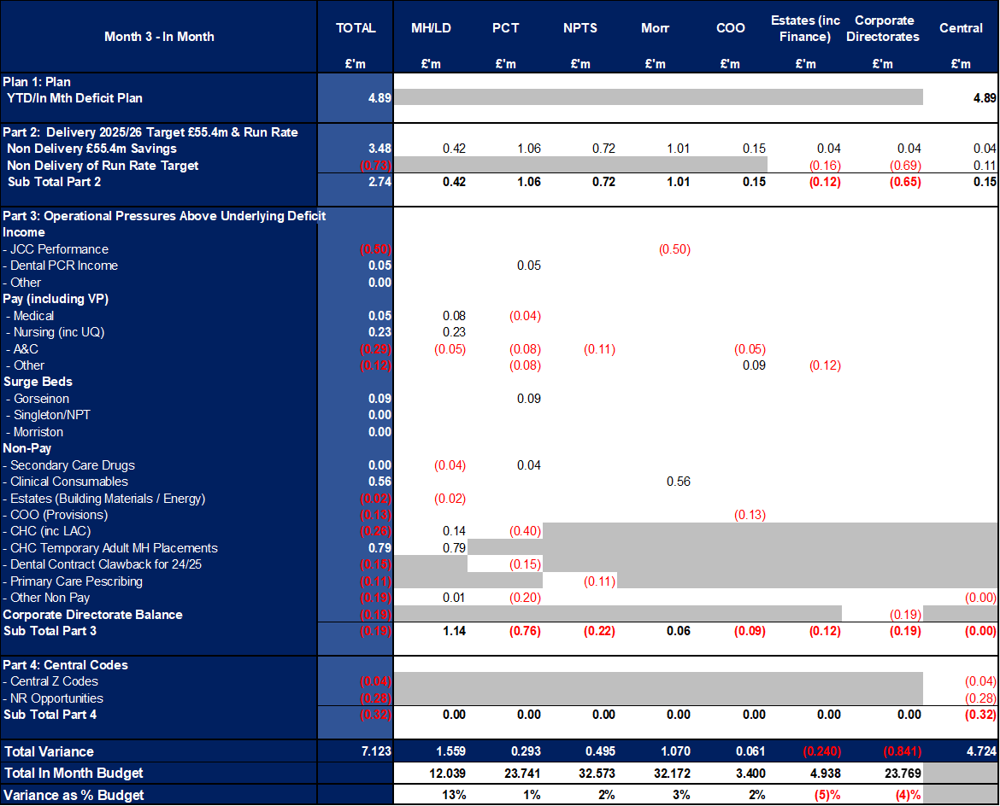 Month 3 - In Month TOTAL MH/LD PCT NPTS Morr COO Estates (inc Finance) Corporate Directorates Central
£'m £'m £'m £'m £'m £'m £'m £'m £'m
Plan 1: Plan
YTD/In Mth Deficit Plan 4.89 4.89
Part 2: Delivery 2025/26 Target £55.4m & Run Rate
Non Delivery £55.4m Savings 3.48 0.42 1.06 0.72 1.01 0.15 0.04 0.04 0.04
Non Delivery of Run Rate Target (0.73) (0.16) (0.69) 0.11
Sub Total Part 2 2.74 0.42 1.06 0.72 1.01 0.15 (0.12) (0.65) 0.15
Part 3: Operational Pressures Above Underlying Deficit
Income
- JCC Performance (0.50) (0.50)
- Dental PCR Income 0.05 0.05
- Other 0.00
Pay (including VP)
- Medical 0.05 0.08 (0.04)
- Nursing (inc UQ) 0.23 0.23
- A&C (0.29) (0.05) (0.08) (0.11) (0.05)
- Other (0.12) (0.08) 0.09 (0.12)
Surge Beds
- Gorseinon 0.09 0.09
- Singleton/NPT 0.00
- Morriston 0.00
Non-Pay
- Secondary Care Drugs 0.00 (0.04) 0.04
- Clinical Consumables 0.56 0.56
- Estates (Building Materials / Energy) (0.02) (0.02)
- COO (Provisions) (0.13) (0.13)
- CHC (inc LAC) (0.26) 0.14 (0.40)
- CHC Temporary Adult MH Placements 0.79 0.79
- Dental Contract Clawback for 24/25 (0.15) (0.15)
- Primary Care Pescribing (0.11) (0.11)
- Other Non Pay (0.19) 0.01 (0.20) (0.00)
Corporate Directorate Balance (0.19) (0.19)
Sub Total Part 3 (0.19) 1.14 (0.76) (0.22) 0.06 (0.09) (0.12) (0.19) (0.00)
Part 4: Central Codes
- Central Z Codes (0.04) (0.04)
- NR Opportunities (0.28) (0.28)
Sub Total Part 4 (0.32) 0.00 0.00 0.00 0.00 0.00 0.00 0.00 (0.32)
Total Variance 7.123 1.559 0.293 0.495 1.070 0.061 (0.240) (0.841) 4.724
Total In Month Budget 12.039 23.741 32.573 32.172 3.400 4.938 23.769
Variance as % Budget 13% 1% 2% 3% 2% (5)% (4)%